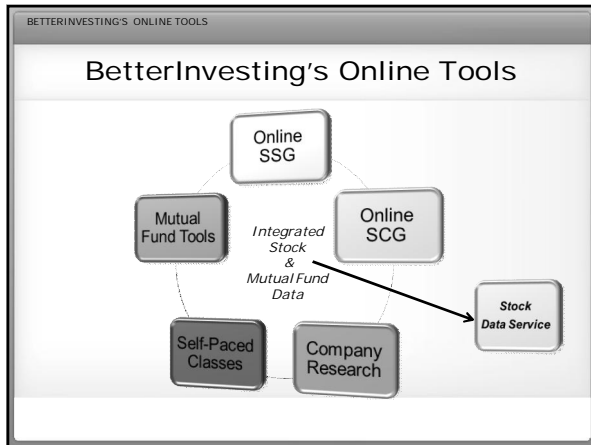 BETTERINVESTING'S ONLINE TOOLS
BetterInvesting's Online Tools
Online
SSG
Mutual
Fund Tools
Online
SCG
Integrated
Stock
&
Mutual Fund
Data
Stock
Data Service
Self-Paced
Classes
Company
Research